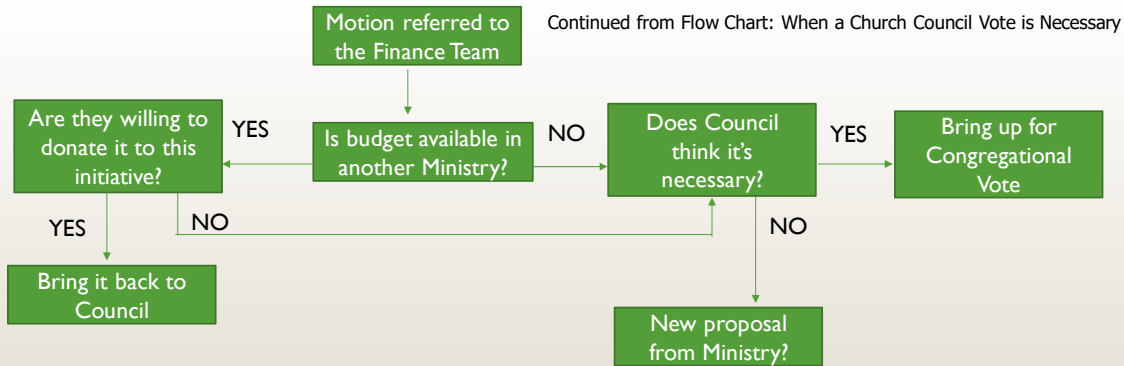 Motion referred to
the Finance Team
Continued from Flow Chart: When a Church Council Vote is Necessary
Are they willing to
donate it to this
initiative?
YES
Is budget available in
another Ministry?
NO
Does Council
think it's
necessary?
YES
Bring up for
Congregational
Vote
YES
NO
NO
Bring it back to
Council
New proposal
from Ministry?